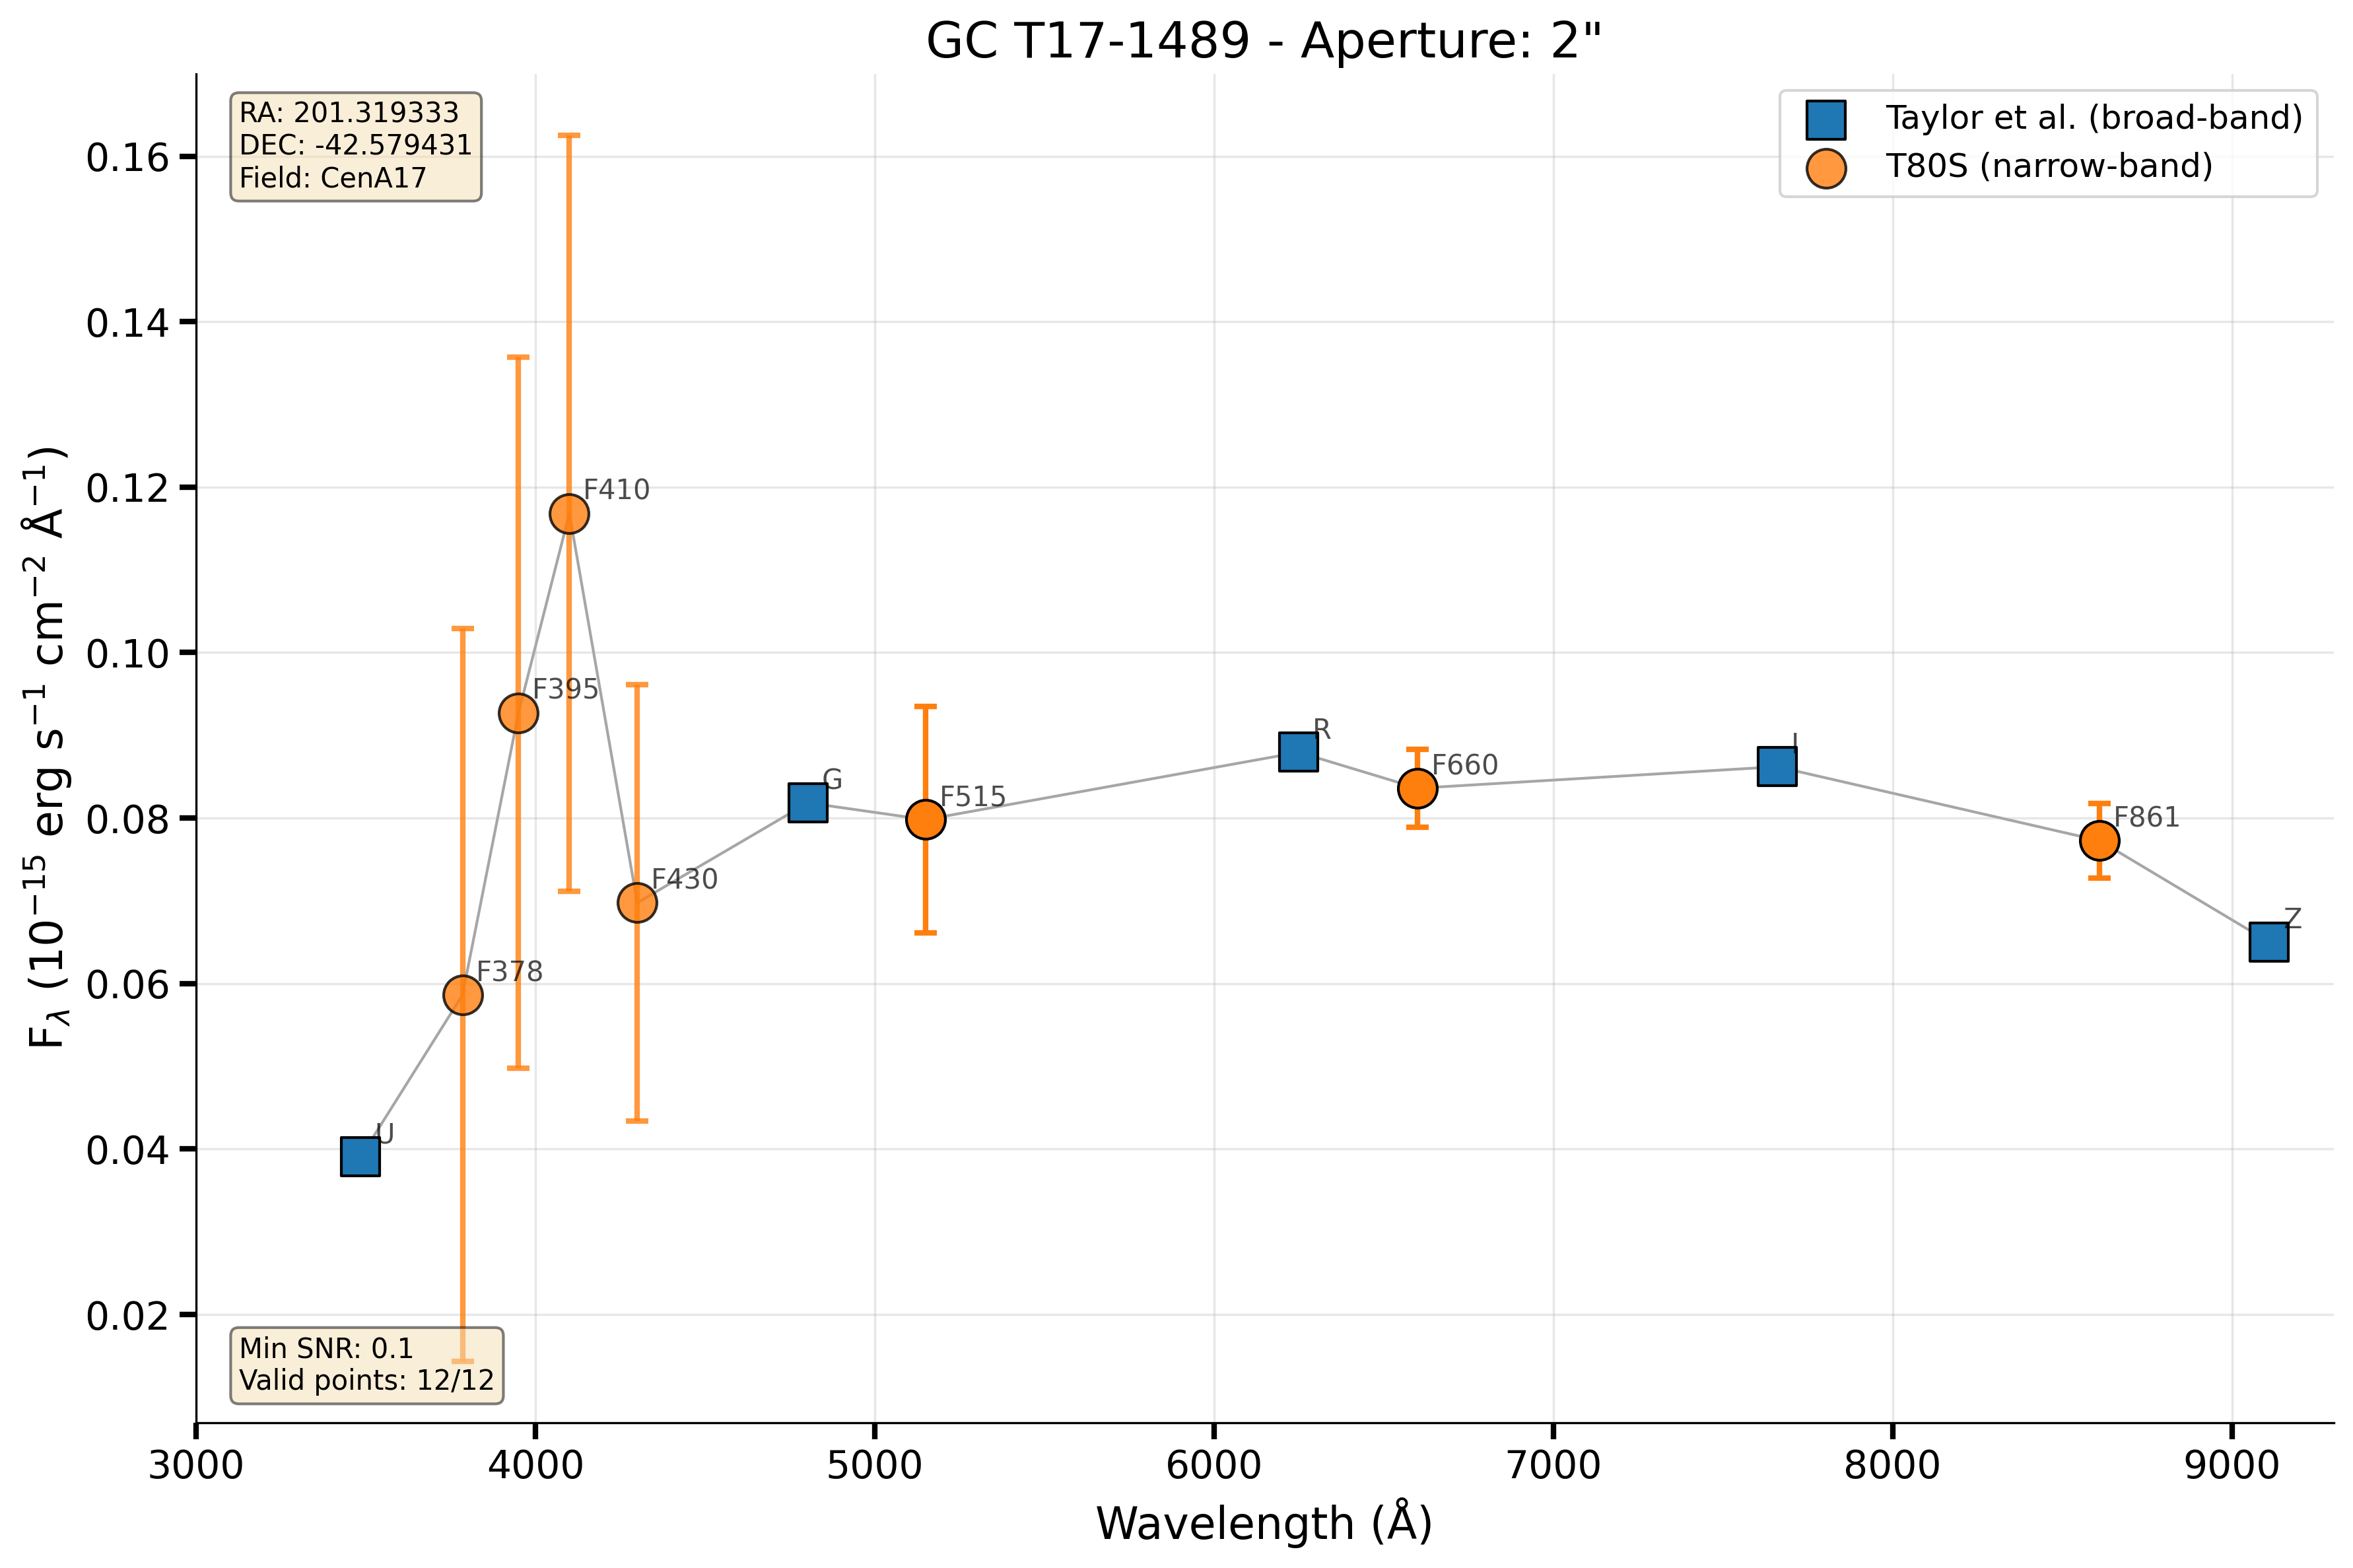 GC T17-1489 - Aperture: 2"
RA: 201.319333
DEC: -42.579431
Field: CenA17
Taylor et al. (broad-band)
T80S (narrow-band)
0.16
0.14
0.12
0.10
0.08
0.06
0.04
0.02
F_λ (10⁻¹⁵ erg s⁻¹ cm⁻² Å⁻¹)
U
F378
F395
F410
F430
G
F515
R
F660
I
F861
Z
Min SNR: 0.1
Valid points: 12/12
3000 4000 5000 6000 7000 8000 9000
Wavelength (Å)